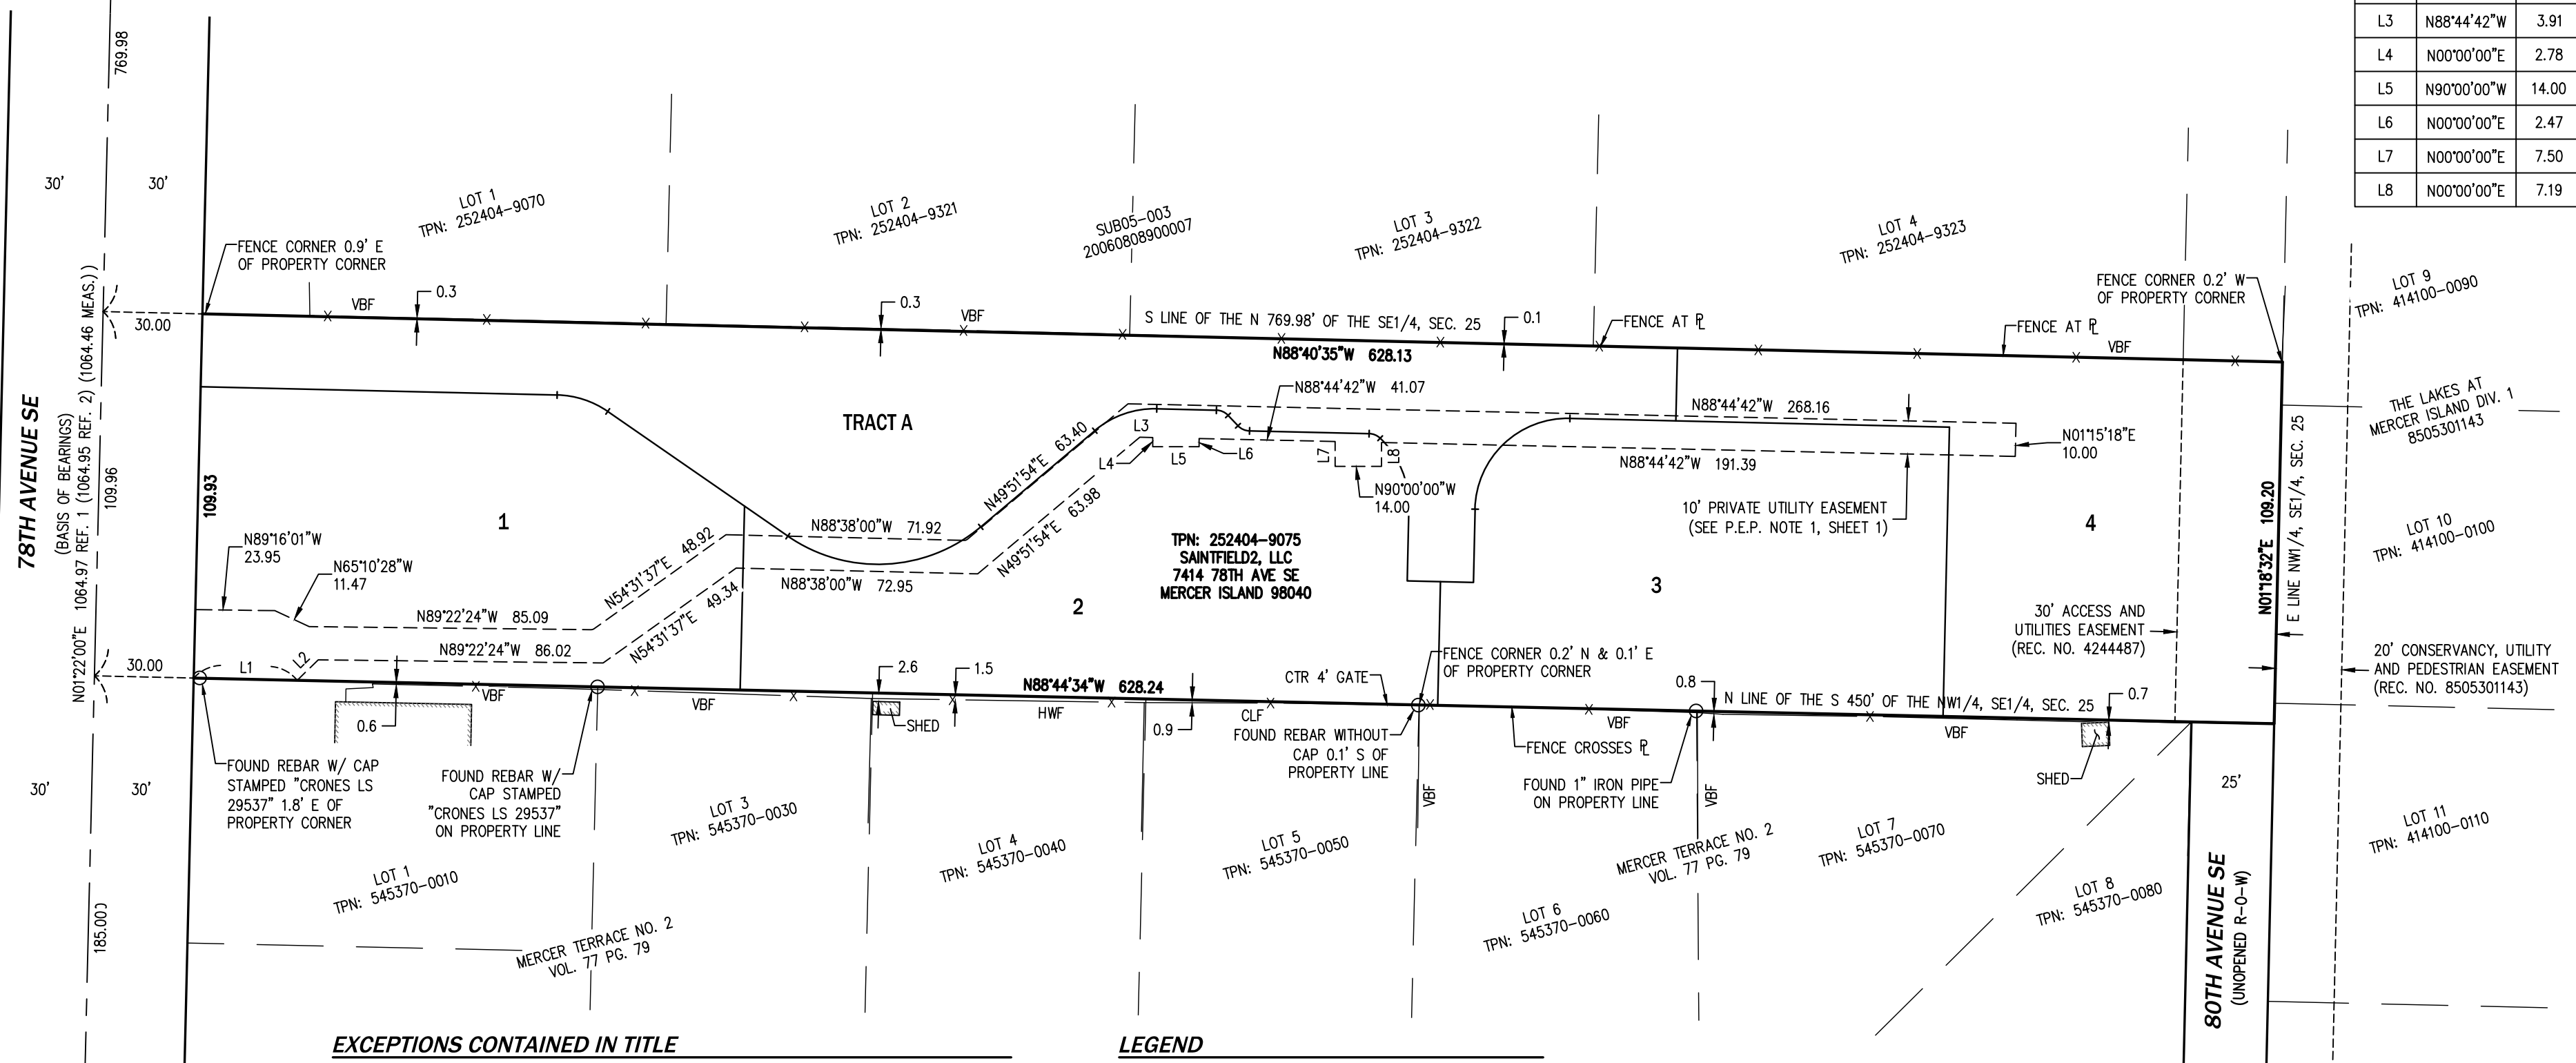 L3 N88°44'42"W 3.91
L4 N00°00'00"E 2.78
L5 N90°00'00"W 14.00
L6 N00°00'00"E 2.47
L7 N00°00'00"E 7.50
L8 N00°00'00"E 7.19
769.98
30'
30'
LOT 1
TPN: 252404-9070
LOT 2
TPN: 252404-9321
SUB05-003
20060808900007
LOT 3
TPN: 252404-9322
LOT 4
TPN: 252404-9323
FENCE CORNER 0.9' E
OF PROPERTY CORNER
FENCE CORNER 0.2' W
OF PROPERTY CORNER
LOT 9
TPN: 414100-0090
30.00
VBF
0.3
0.3
VBF
S LINE OF THE N 769.98' OF THE SE1/4, SEC. 25
0.1
FENCE AT PL
FENCE AT PL
VBF
N88°40'35"W 628.13
78TH AVENUE SE
(BASIS OF BEARINGS)
N01°22'00"E 1064.97 REF. 1 (1064.95 REF. 2) (1064.46 MEAS.))
109.96
109.93
TRACT A
N88°44'42"W 41.07
N88°44'42"W 268.16
THE LAKES AT
MERCER ISLAND DIV. 1
8505301143
L3
N49°51'54"E 63.40
L4
L5
L6
L7
L8
N88°44'42"W 191.39
N01°15'18"E
10.00
N90°00'00"W
14.00
10' PRIVATE UTILITY EASEMENT
(SEE P.E.P. NOTE 1, SHEET 1)
1
N88°38'00"W 71.92
N49°51'54"E 63.98
4
N01°18'32"E 109.20
E LINE NW1/4, SE1/4, SEC. 25
LOT 10
TPN: 414100-0100
N89°16'01"W
23.95
N65°10'28"W
11.47
N54°31'37"E 48.92
N88°38'00"W 72.95
TPN: 252404-9075
SAINTFIELD2, LLC
7414 78TH AVE SE
MERCER ISLAND 98040
2
3
N89°22'24"W 85.09
N54°31'37"E 49.34
N89°22'24"W 86.02
30' ACCESS AND
UTILITIES EASEMENT
(REC. NO. 4244487)
20' CONSERVANCY, UTILITY
AND PEDESTRIAN EASEMENT
(REC. NO. 8505301143)
30.00
L1
L2
FENCE CORNER 0.2' N & 0.1' E
OF PROPERTY CORNER
CTR 4' GATE
2.6
1.5
N88°44'34"W 628.24
0.8
N LINE OF THE S 450' OF THE NW1/4, SE1/4, SEC. 25
0.7
VBF
VBF
HWF
CLF
VBF
VBF
0.6
SHED
0.9
FOUND REBAR WITHOUT
CAP 0.1' S OF
PROPERTY LINE
FENCE CROSSES PL
FOUND 1" IRON PIPE
ON PROPERTY LINE
VBF
VBF
SHED
25'
30'
30'
FOUND REBAR W/ CAP
STAMPED "CRONES LS
29537" 1.8' E OF
PROPERTY CORNER
FOUND REBAR W/
CAP STAMPED
"CRONES LS 29537"
ON PROPERTY LINE
LOT 1
TPN: 545370-0010
LOT 3
TPN: 545370-0030
LOT 4
TPN: 545370-0040
LOT 5
TPN: 545370-0050
LOT 6
TPN: 545370-0060
MERCER TERRACE NO. 2
VOL. 77 PG. 79
LOT 7
TPN: 545370-0070
LOT 8
TPN: 545370-0080
LOT 11
TPN: 414100-0110
185.00
MERCER TERRACE NO. 2
VOL. 77 PG. 79
80TH AVENUE SE
(UNOPENED R-O-W)
EXCEPTIONS CONTAINED IN TITLE
LEGEND